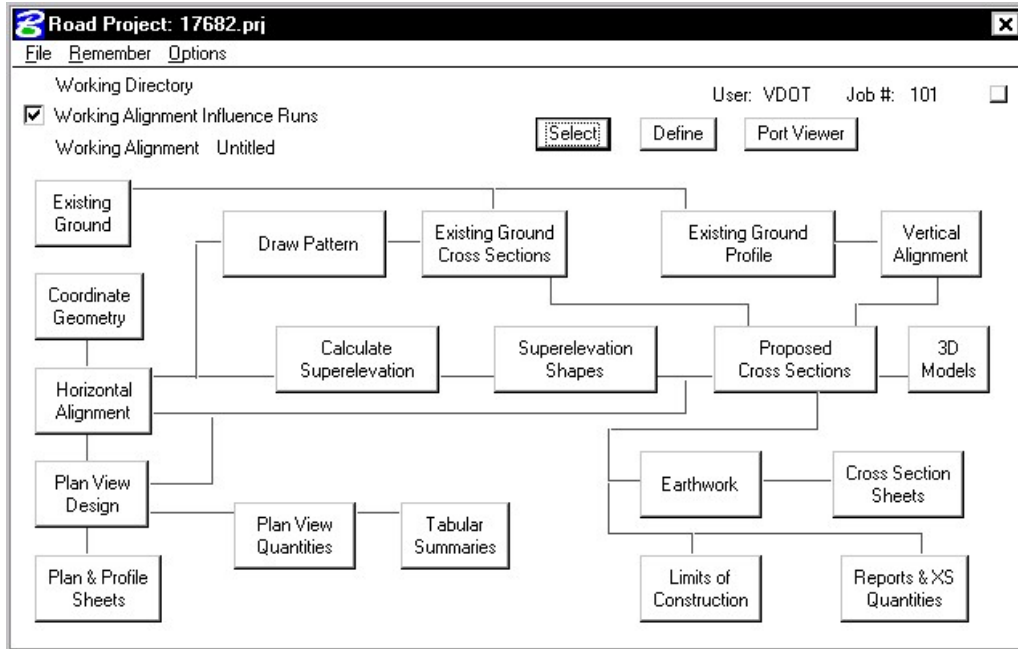 Road Project: 17682.prj
File Remember Options
Working Directory
User: VDOT Job #: 101
Working Alignment Influence Runs
Working Alignment Untitled
Select
Define
Port Viewer
Existing
Ground
Draw Pattern
Existing Ground
Cross Sections
Existing Ground
Profile
Vertical
Alignment
Coordinate
Geometry
Calculate
Superelevation
Superelevation
Shapes
Proposed
Cross Sections
3D
Models
Horizontal
Alignment
Plan View
Design
Earthwork
Cross Section
Sheets
Plan View
Quantities
Tabular
Summaries
Plan & Profile
Sheets
Limits of
Construction
Reports & XS
Quantities